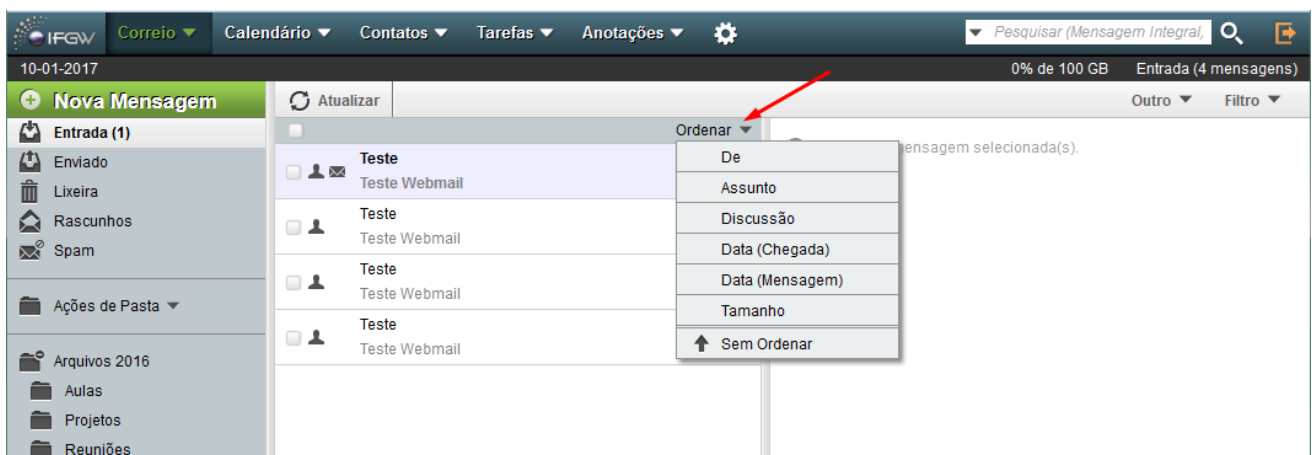 IFGW Correio Calendário Contatos Tarefas Anotações Pesquisar (Mensagem Integral,
10-01-2017 0% de 100 GB Entrada (4 mensagens)
Nova Mensagem Atualizar Outro Filtro
Entrada (1) Ordenar
Enviado
Lixeira
Rascunhos
Spam
Ações de Pasta
Arquivos 2016
Aulas
Projetos
Reuniões
Teste
Teste Webmail
Teste
Teste Webmail
Teste
Teste Webmail
Teste
Teste Webmail
De
Assunto
Discussão
Data (Chegada)
Data (Mensagem)
Tamanho
Sem Ordenar
ensagem selecionada(s).